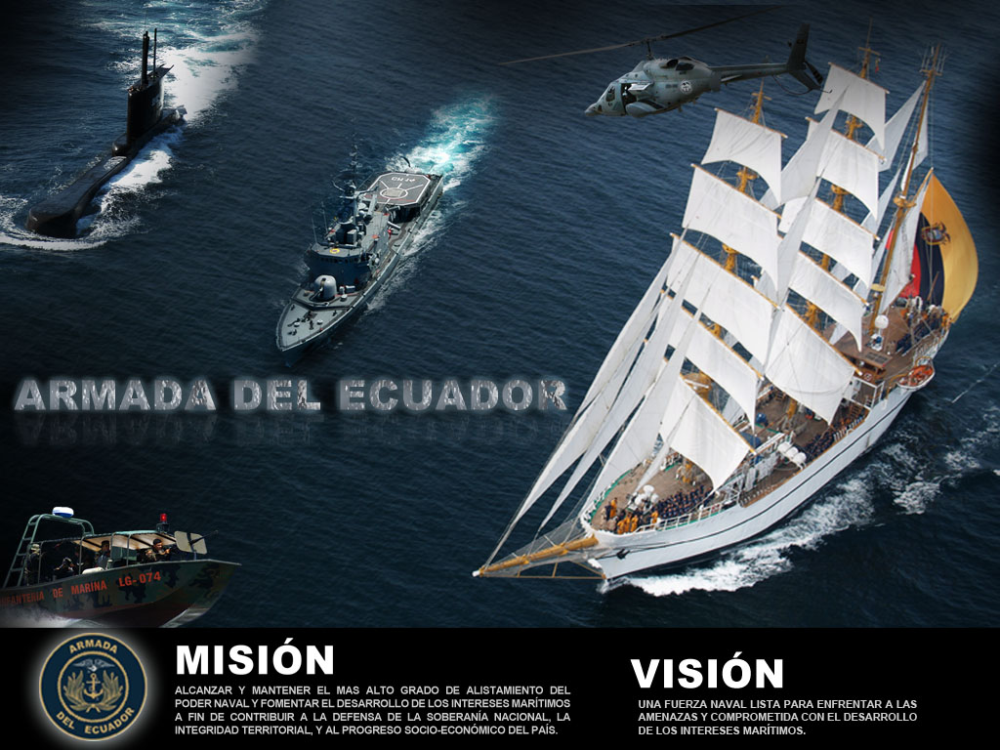 ARMADA DEL ECUADOR
INFANTERIA DE MARINA LG-074
ARMADA
DEL ECUADOR
MISIÓN
ALCANZAR Y MANTENER EL MAS ALTO GRADO DE ALISTAMIENTO DEL
PODER NAVAL Y FOMENTAR EL DESARROLLO DE LOS INTERESES MARÍTIMOS
A FIN DE CONTRIBUIR A LA DEFENSA DE LA SOBERANÍA NACIONAL, LA
INTEGRIDAD TERRITORIAL, Y AL PROGRESO SOCIO-ECONÓMICO DEL PAÍS.
VISIÓN
UNA FUERZA NAVAL LISTA PARA ENFRENTAR A LAS
AMENAZAS Y COMPROMETIDA CON EL DESARROLLO
DE LOS INTERESES MARÍTIMOS.